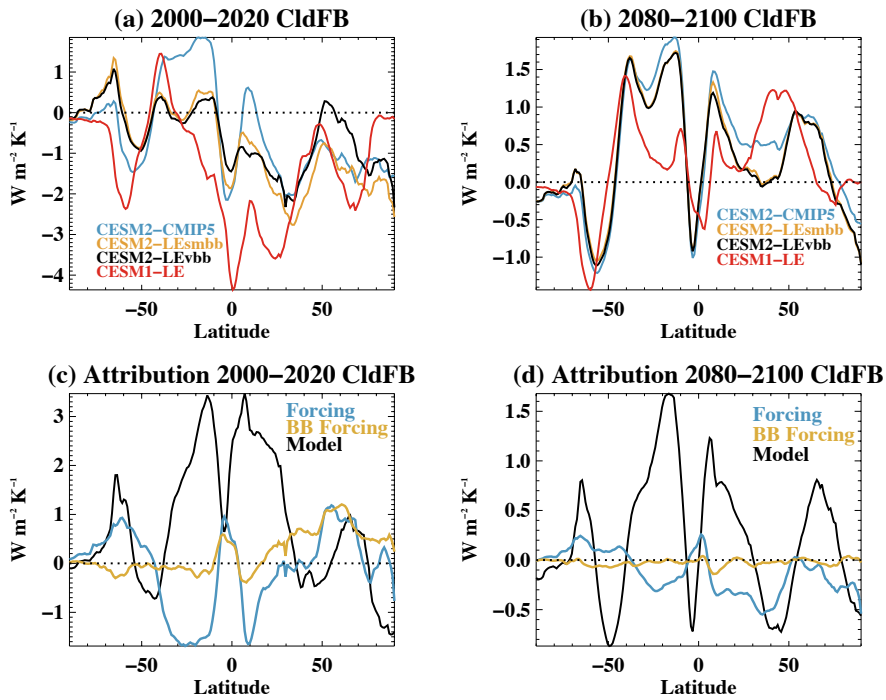 (a) 2000−2020 CldFB
W m−2 K−1
1
0
−1
−2
−3
−4
CESM2−CMIP5
CESM2−LEsmbb
CESM2−LEvbb
CESM1−LE
−50 0 50
Latitude
(b) 2080−2100 CldFB
W m−2 K−1
1.5
1.0
0.5
0.0
−0.5
−1.0
CESM2−CMIP5
CESM2−LEsmbb
CESM2−LEvbb
CESM1−LE
−50 0 50
Latitude
(c) Attribution 2000−2020 CldFB
W m−2 K−1
3
2
1
0
−1
Forcing
BB Forcing
Model
−50 0 50
Latitude
(d) Attribution 2080−2100 CldFB
W m−2 K−1
1.5
1.0
0.5
0.0
−0.5
Forcing
BB Forcing
Model
−50 0 50
Latitude